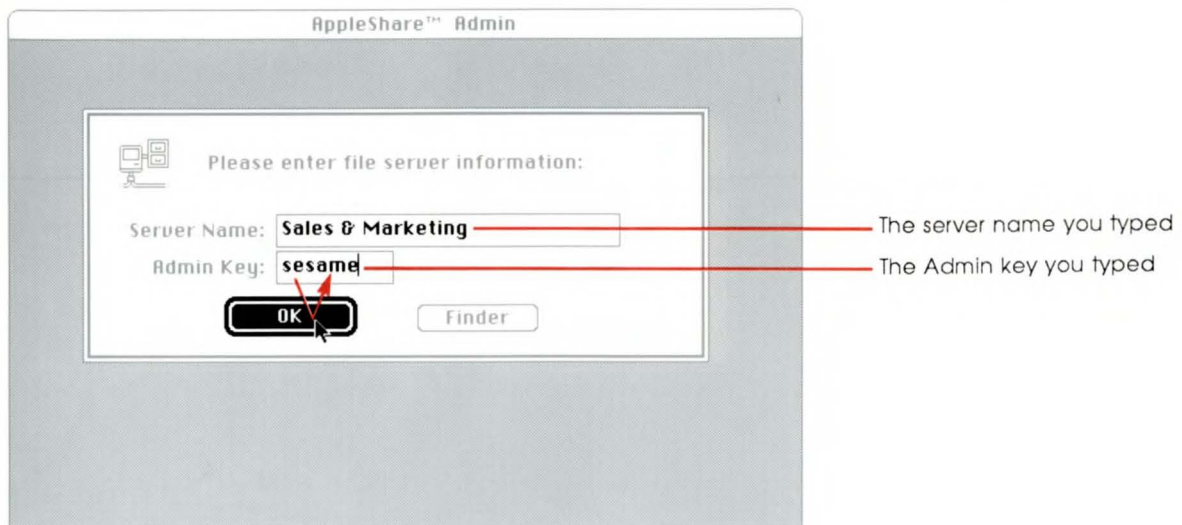 AppleShare™ Admin
Please enter file server information:
Server Name: Sales & Marketing
The server name you typed
Admin Key: sesame
The Admin key you typed
OK
Finder